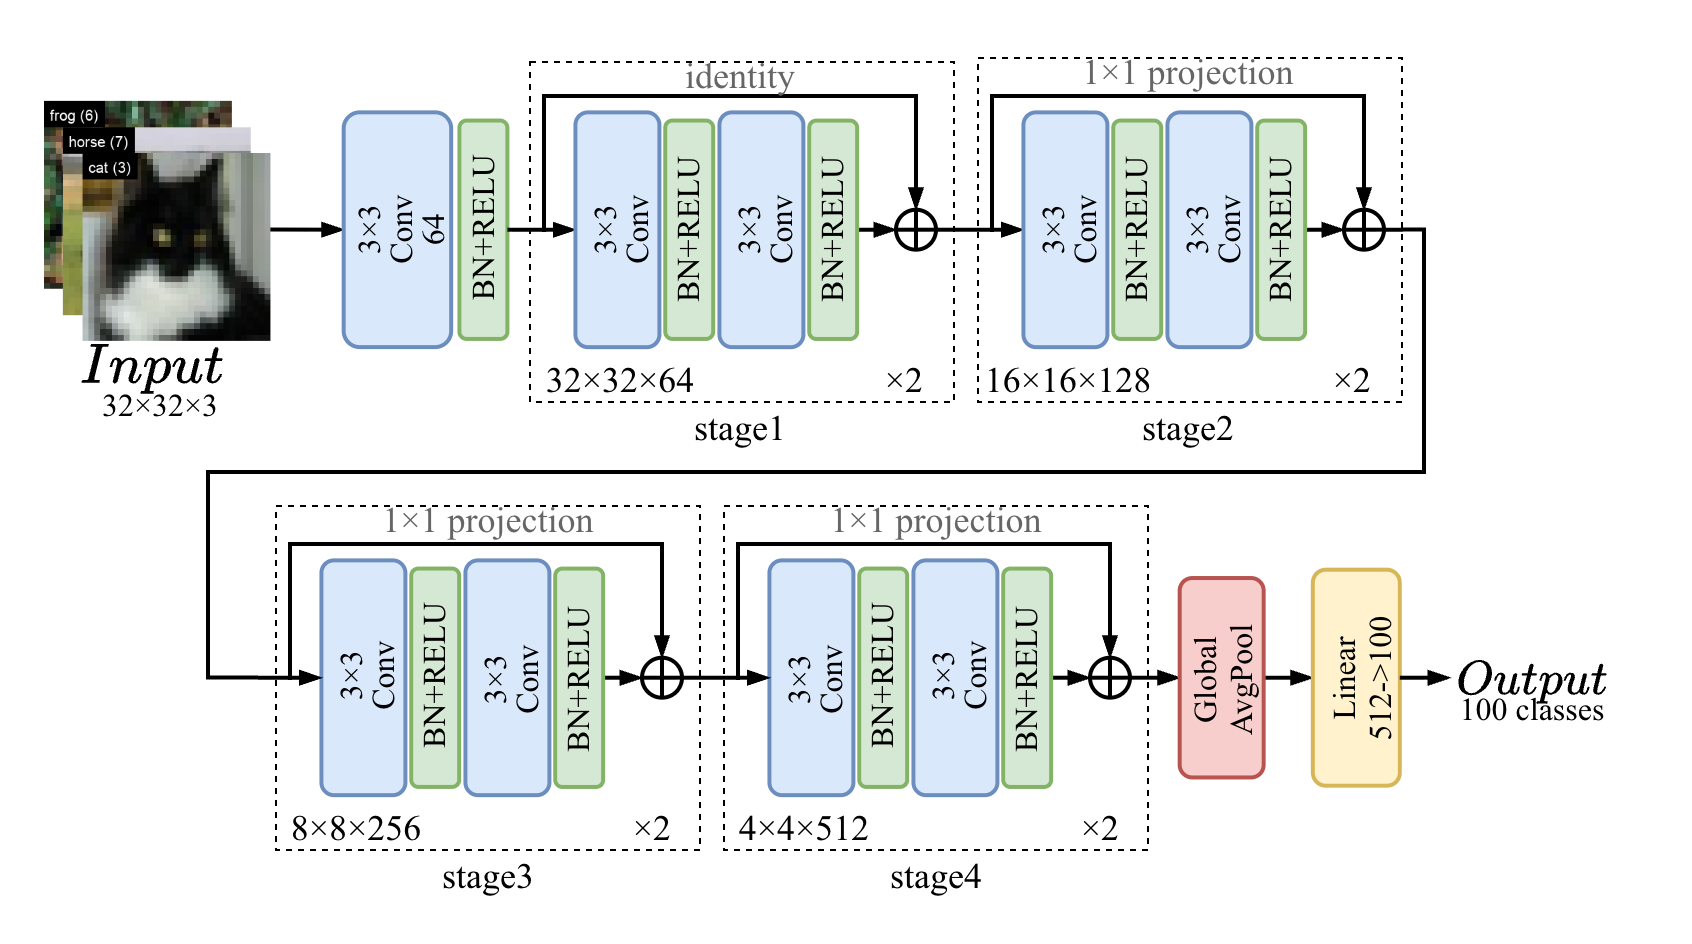 frog (6)
horse (7)
cat (3)
Input
32×32×3
3×3
Conv
64
BN+RELU
identity
3×3
Conv
BN+RELU
3×3
Conv
BN+RELU
32×32×64
×2
stage1
1×1 projection
3×3
Conv
BN+RELU
3×3
Conv
BN+RELU
16×16×128
×2
stage2
1×1 projection
3×3
Conv
BN+RELU
3×3
Conv
BN+RELU
8×8×256
×2
stage3
1×1 projection
3×3
Conv
BN+RELU
3×3
Conv
BN+RELU
4×4×512
×2
stage4
Global
AvgPool
Linear
512->100
Output
100 classes